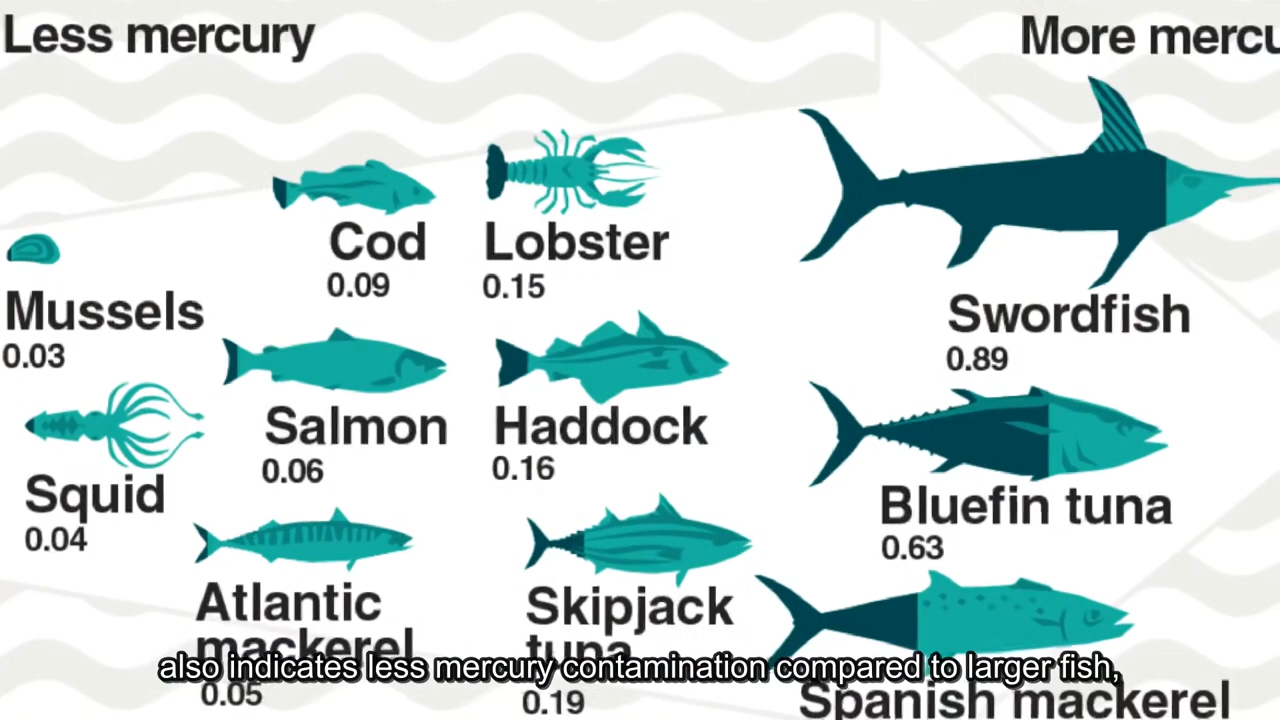 Less mercury
More mercu
Cod
0.09
Lobster
0.15
Mussels
0.03
Swordfish
0.89
Salmon
0.06
Haddock
0.16
Squid
0.04
Bluefin tuna
0.63
Atlantic
mackerel
0.05
Skipjack
tuna
0.19
Spanish mackerel
also indicates less mercury contamination compared to larger fish,